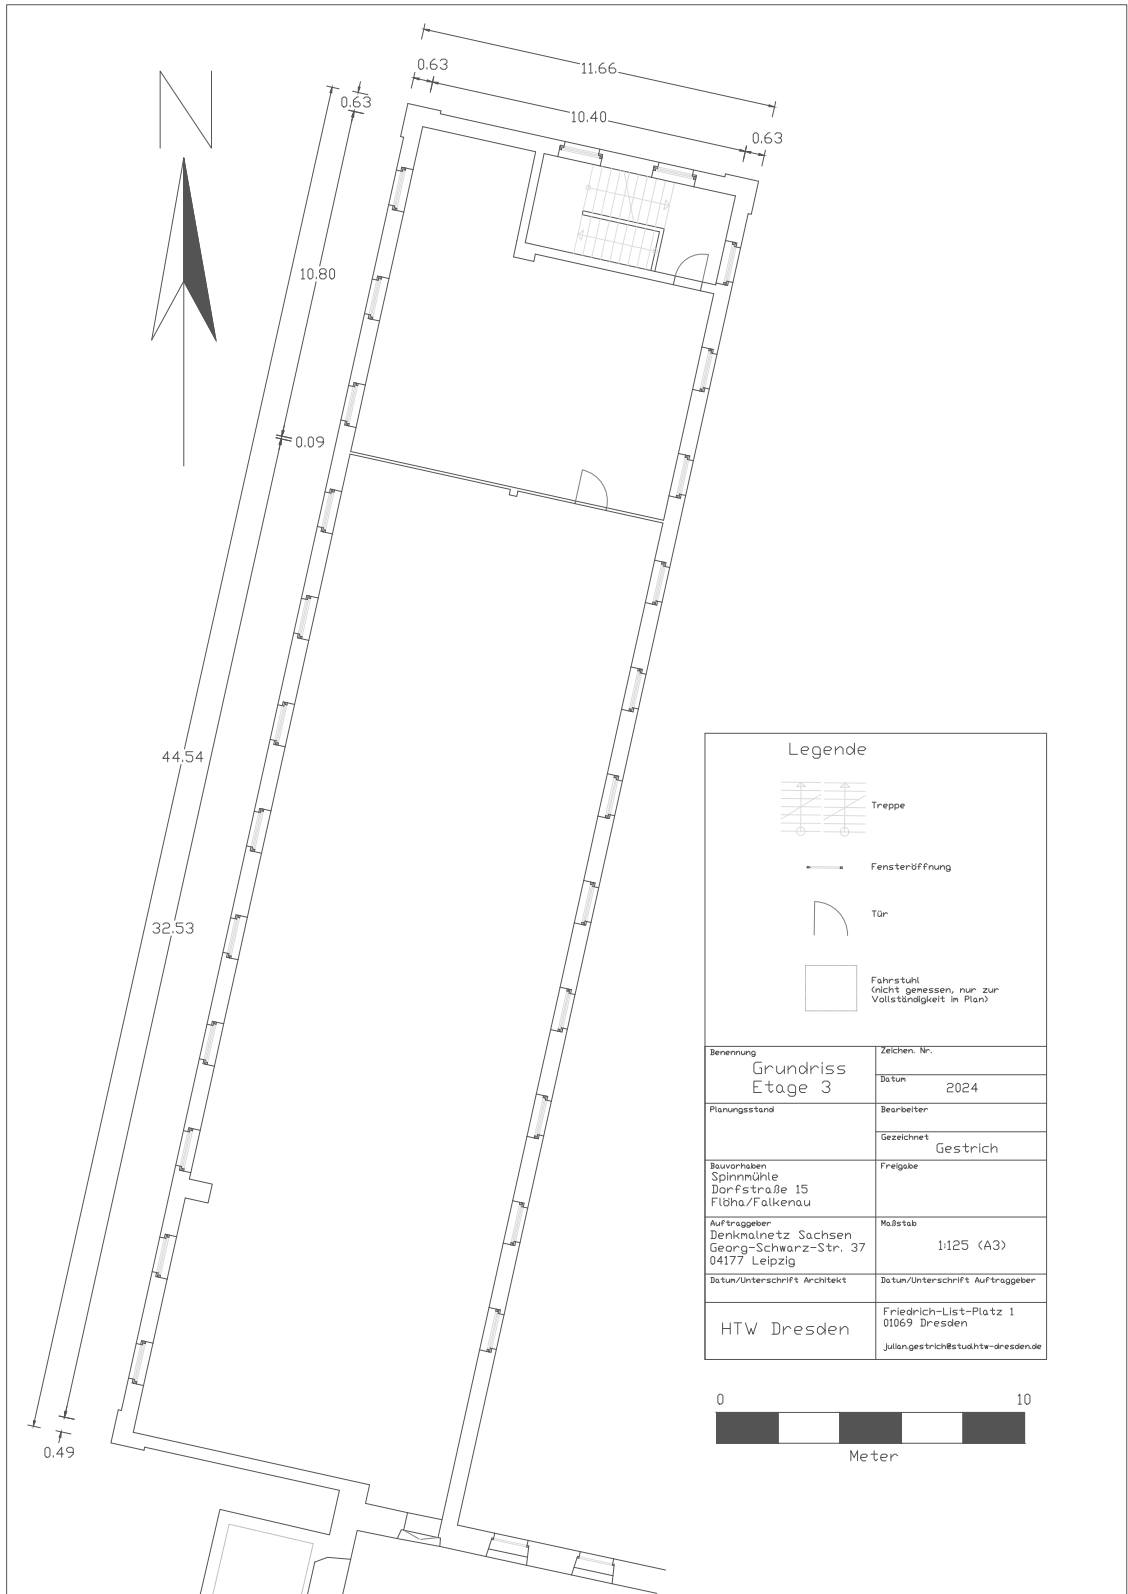 11.66
0.63
0.63
10.40
0.63
N
10.80
0.09
44.54
32.53
0.49
Legende
Treppe
Fensteröffnung
Tür
Fahrstuhl
(nicht gemessen, nur zur
Vollständigkeit im Plan)
Benennung
Grundriss
Etage 3
Zeichen. Nr.
Datum
2024
Planungsstand
Bearbeiter
Gezeichnet
Gestrich
Bauvorhaben
Spinnmühle
Dorfstraße 15
Flöha/Falkenau
Freigabe
Auftraggeber
Denkmalnetz Sachsen
Georg-Schwarz-Str. 37
04177 Leipzig
Maßstab
1:125 (A3)
Datum/Unterschrift Architekt
Datum/Unterschrift Auftraggeber
HTW Dresden
Friedrich-List-Platz 1
01069 Dresden
julian.gestrich@stud.htw-dresden.de
0 10
Meter